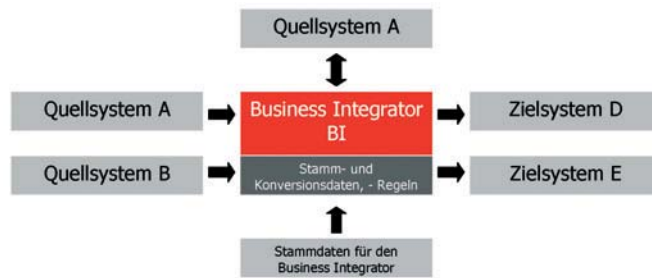 Quellsystem A
Quellsystem A
Business Integrator
BI
Zielsystem D
Quellsystem B
Stamm- und
Konversionsdaten, - Regeln
Zielsystem E
Stammdaten für den
Business Integrator